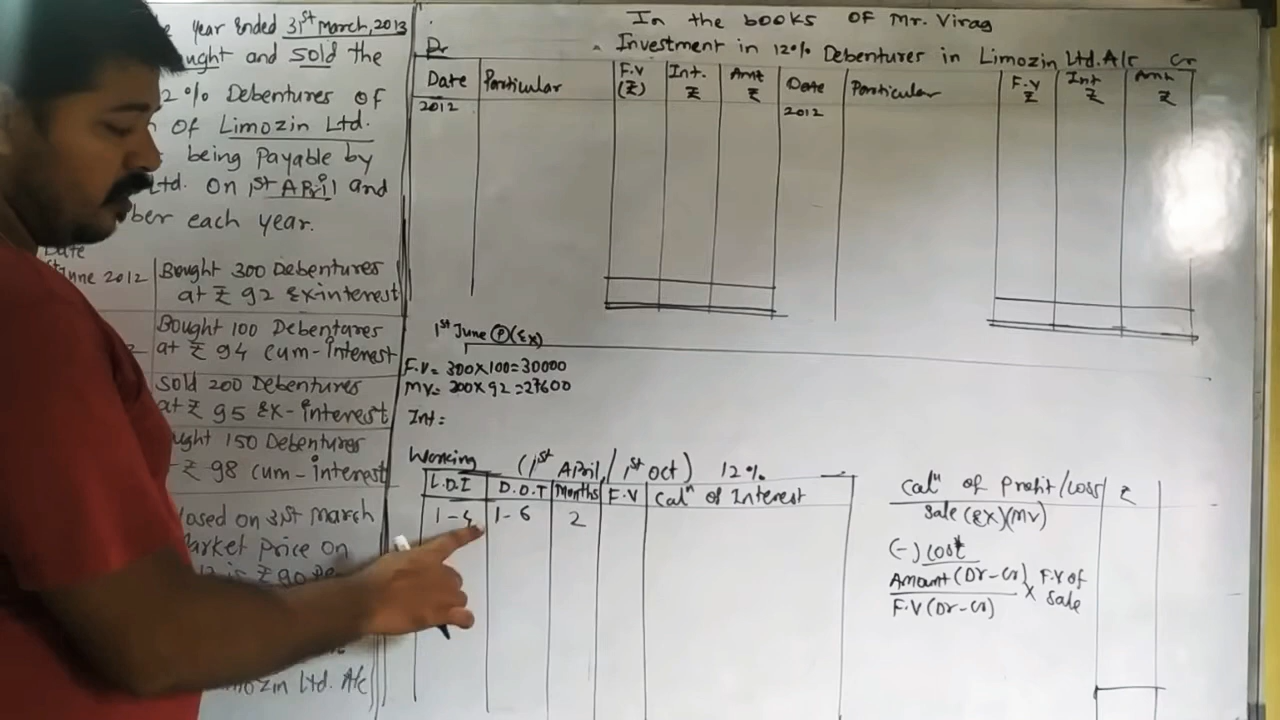 year Ended 31st March, 2013
ught and sold the
2% Debentures of
Of Limozin Ltd.
being Payable by
Ltd. On 1st April and
ber each year.
Date
June 2012 Bought 300 Debentures
at ₹ 92 Ex interest
Bought 100 Debentures
at ₹ 94 cum-interest
Sold 200 Debentures
at ₹ 95 Ex-interest
ught 150 Debentures
₹ 98 cum-interest
losed on 31st March
arket Price on
₹ 90
mozin Ltd. A/c
In the books OF Mr. Virag
Investment in 12% Debentures in Limozin Ltd. A/c
Dr Cr
Date Particular F.V (₹) Int. ₹ Amt ₹ Date Particular F.V ₹ Int ₹ Amt ₹
2012 2012
1st June Ⓟ (Ex)
F.V= 300×100=30000
MV= 300×92=27600
Int=
Working (1st April/1st Oct) 12%
L.D.I D.O.T Months F.V Calⁿ of Interest
1-4 1-6 2
Calⁿ of Profit/Loss ₹
Sale (Ex)(MV)
(-) Cost
Amount (Dr-Cr) × F.V of Sale
F.V (Dr-Cr)